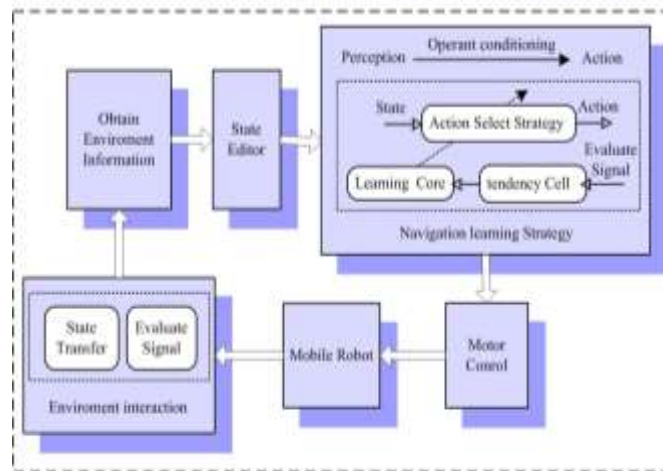 Operant conditioning
Perception
Action
Obtain
Enviroment
Information
State
Editor
State
Action
Action Select Strategy
Evaluate
Signal
Learning Core
tendency Cell
Navigation learning Strategy
State
Transfer
Evaluate
Signal
Enviroment interaction
Mobile Robot
Motor
Conrol